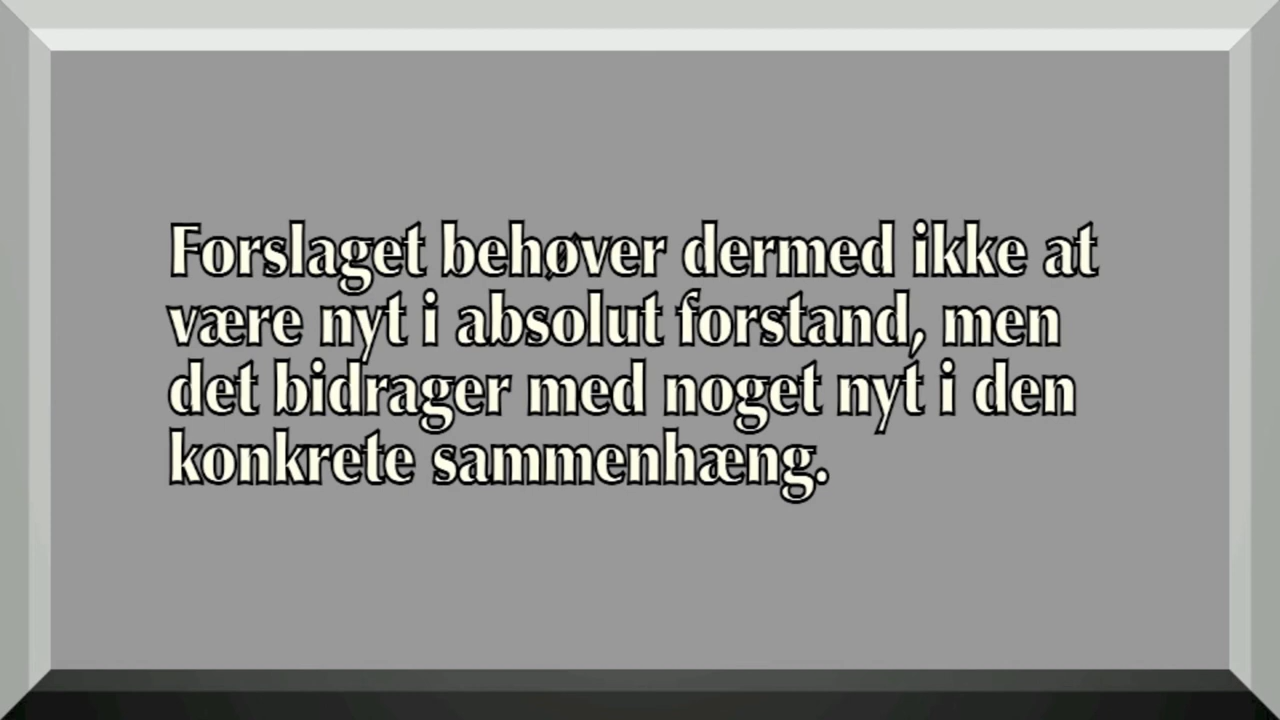 Forslaget behøver dermed ikke at
være nyt i absolut forstand, men
det bidrager med noget nyt i den
konkrete sammenhæng.